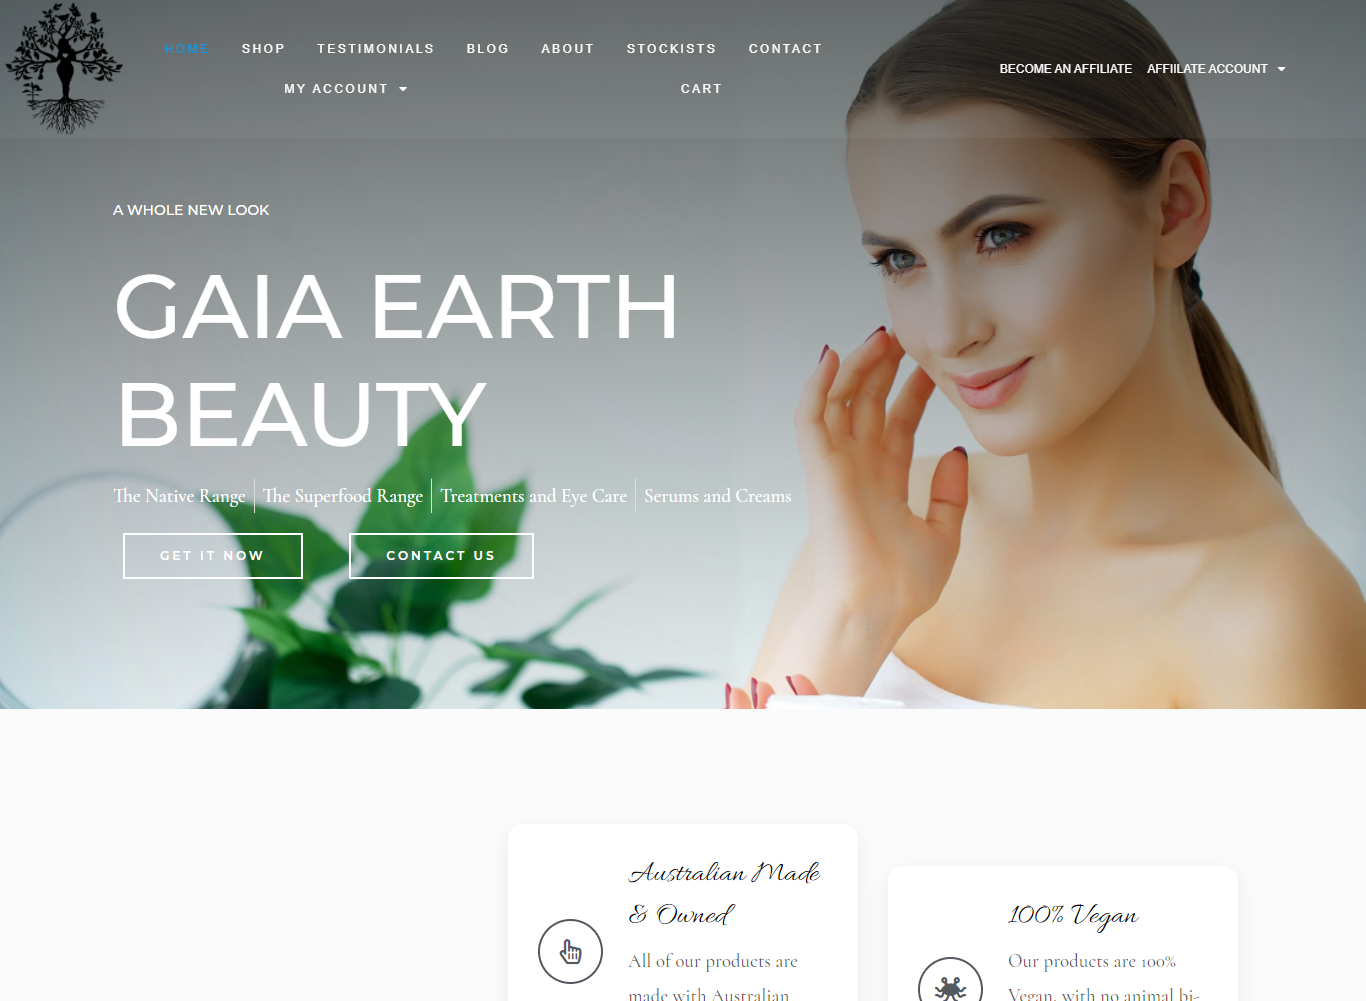 HOME SHOP TESTIMONIALS BLOG ABOUT STOCKISTS CONTACT
MY ACCOUNT CART
BECOME AN AFFILIATE AFFIILATE ACCOUNT
A WHOLE NEW LOOK
GAIA EARTH
BEAUTY
The Native Range The Superfood Range Treatments and Eye Care Serums and Creams
GET IT NOW CONTACT US
Australian Made
& Owned
All of our products are
made with Australian
100% Vegan
Our products are 100%
Vegan, with no animal bi-